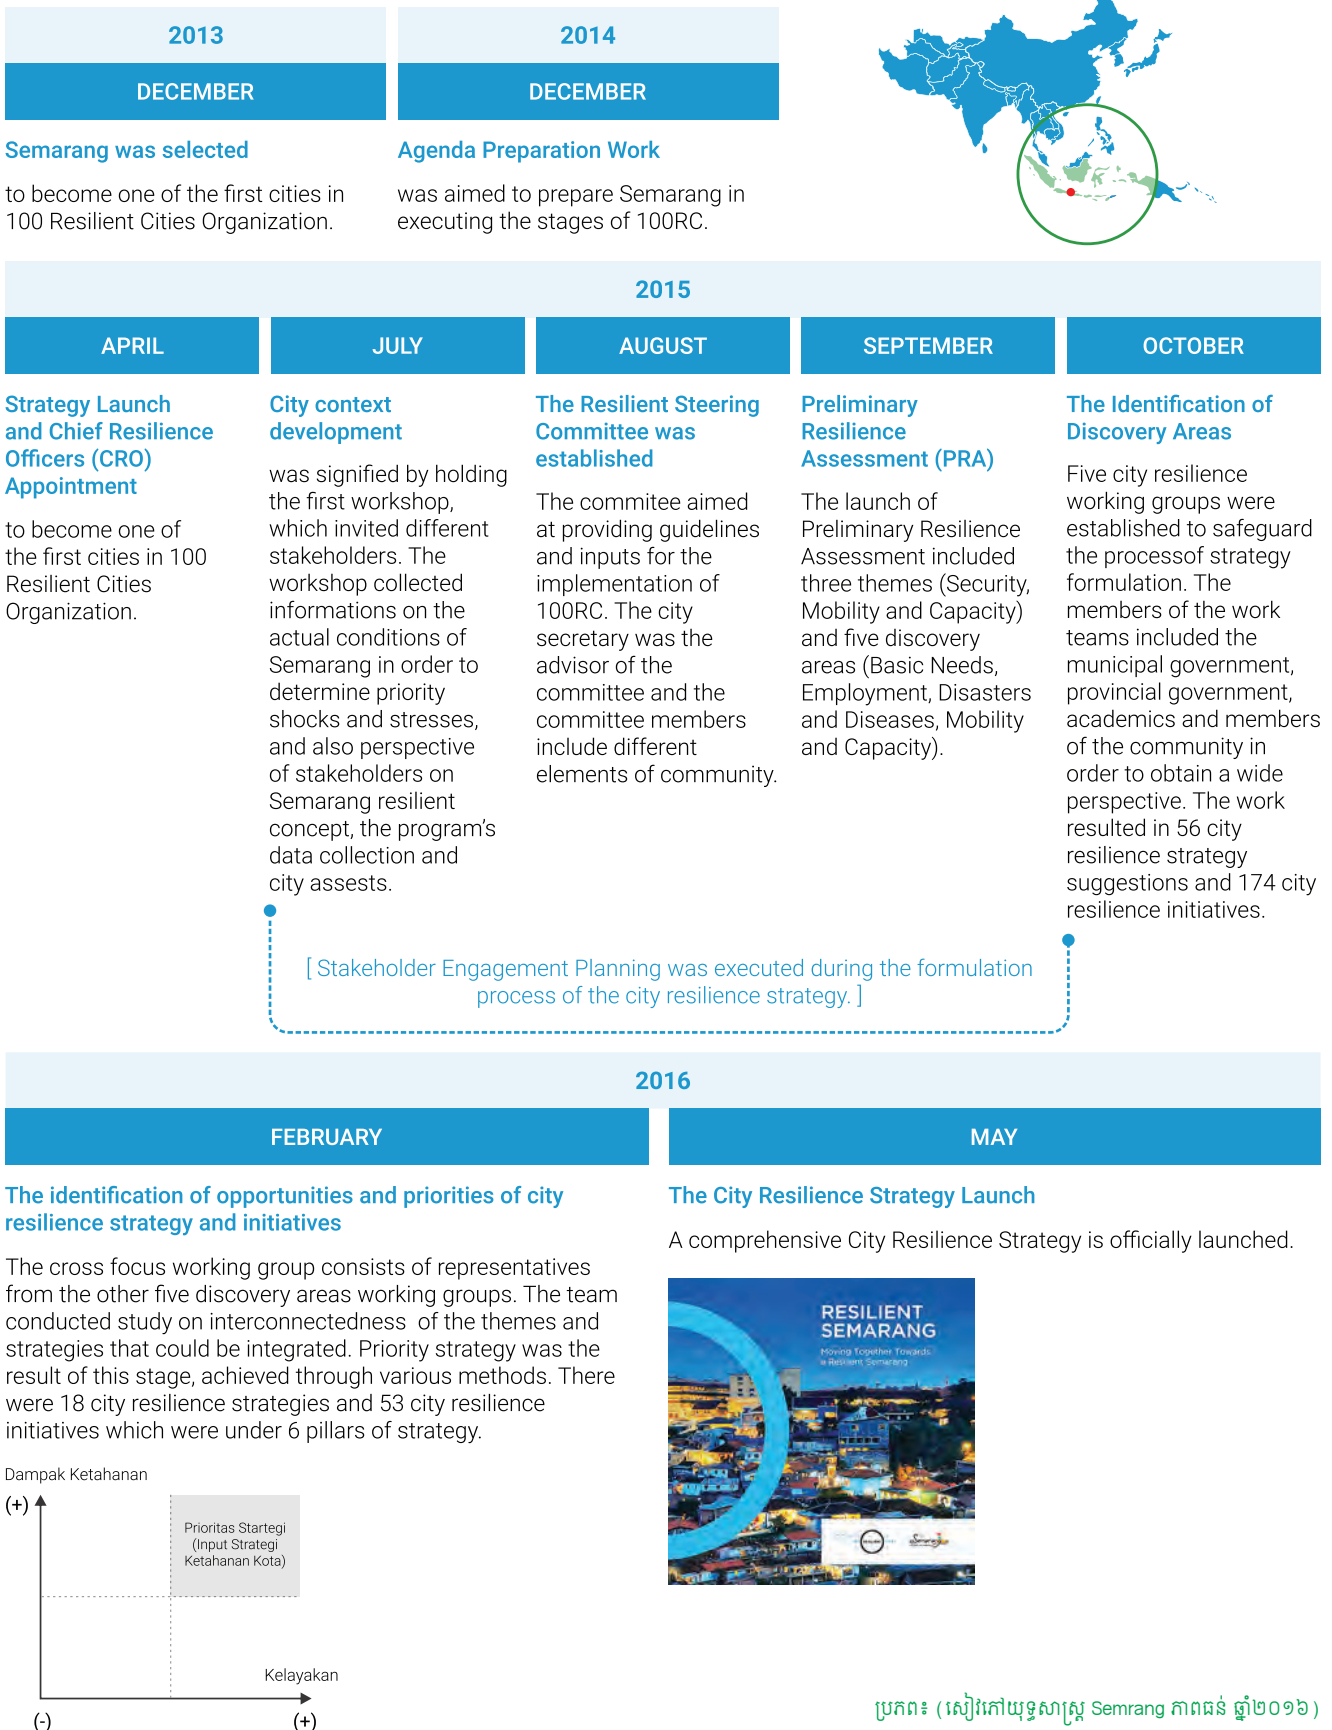 2013
DECEMBER
Semarang was selected
to become one of the first cities in
100 Resilient Cities Organization.
2014
DECEMBER
Agenda Preparation Work
was aimed to prepare Semarang in
executing the stages of 100RC.
2015
APRIL
Strategy Launch
and Chief Resilience
Officers (CRO)
Appointment
to become one of
the first cities in 100
Resilient Cities
Organization.
JULY
City context
development
was signified by holding
the first workshop,
which invited different
stakeholders. The
workshop collected
informations on the
actual conditions of
Semarang in order to
determine priority
shocks and stresses,
and also perspective
of stakeholders on
Semarang resilient
concept, the program's
data collection and
city assests.
AUGUST
The Resilient Steering
Committee was
established
The commitee aimed
at providing guidelines
and inputs for the
implementation of
100RC. The city
secretary was the
advisor of the
committee and the
committee members
include different
elements of community.
SEPTEMBER
Preliminary
Resilience
Assessment (PRA)
The launch of
Preliminary Resilience
Assessment included
three themes (Security,
Mobility and Capacity)
and five discovery
areas (Basic Needs,
Employment, Disasters
and Diseases, Mobility
and Capacity).
OCTOBER
The Identification of
Discovery Areas
Five city resilience
working groups were
established to safeguard
the processof strategy
formulation. The
members of the work
teams included the
municipal government,
provincial government,
academics and members
of the community in
order to obtain a wide
perspective. The work
resulted in 56 city
resilience strategy
suggestions and 174 city
resilience initiatives.
[ Stakeholder Engagement Planning was executed during the formulation
process of the city resilience strategy. ]
2016
FEBRUARY
The identification of opportunities and priorities of city
resilience strategy and initiatives
The cross focus working group consists of representatives
from the other five discovery areas working groups. The team
conducted study on interconnectedness of the themes and
strategies that could be integrated. Priority strategy was the
result of this stage, achieved through various methods. There
were 18 city resilience strategies and 53 city resilience
initiatives which were under 6 pillars of strategy.
Dampak Ketahanan
(+)
Prioritas Startegi
(Input Strategi
Ketahanan Kota)
Kelayakan
(-)
(+)
MAY
The City Resilience Strategy Launch
A comprehensive City Resilience Strategy is officially launched.
RESILIENT
SEMARANG
Moving Together Towards
a Resilient Semarang
Semarang
ប្រភព៖ (សៀវភៅយុទ្ធសាស្ត្រ Semrang ភាពធន់ ឆ្នាំ២០១៦)